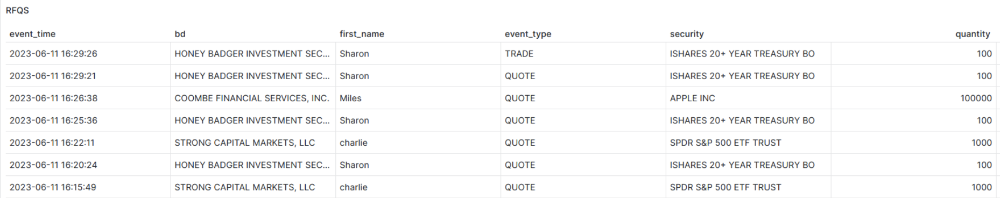 RFQS
event_time bd first_name event_type security quantity
2023-06-11 16:29:26 HONEY BADGER INVESTMENT SEC... Sharon TRADE ISHARES 20+ YEAR TREASURY BO 100
2023-06-11 16:29:21 HONEY BADGER INVESTMENT SEC... Sharon QUOTE ISHARES 20+ YEAR TREASURY BO 100
2023-06-11 16:26:38 COOMBE FINANCIAL SERVICES, INC. Miles QUOTE APPLE INC 100000
2023-06-11 16:25:36 HONEY BADGER INVESTMENT SEC... Sharon QUOTE ISHARES 20+ YEAR TREASURY BO 100
2023-06-11 16:22:11 STRONG CAPITAL MARKETS, LLC charlie QUOTE SPDR S&P 500 ETF TRUST 1000
2023-06-11 16:20:24 HONEY BADGER INVESTMENT SEC... Sharon QUOTE ISHARES 20+ YEAR TREASURY BO 100
2023-06-11 16:15:49 STRONG CAPITAL MARKETS, LLC charlie QUOTE SPDR S&P 500 ETF TRUST 1000